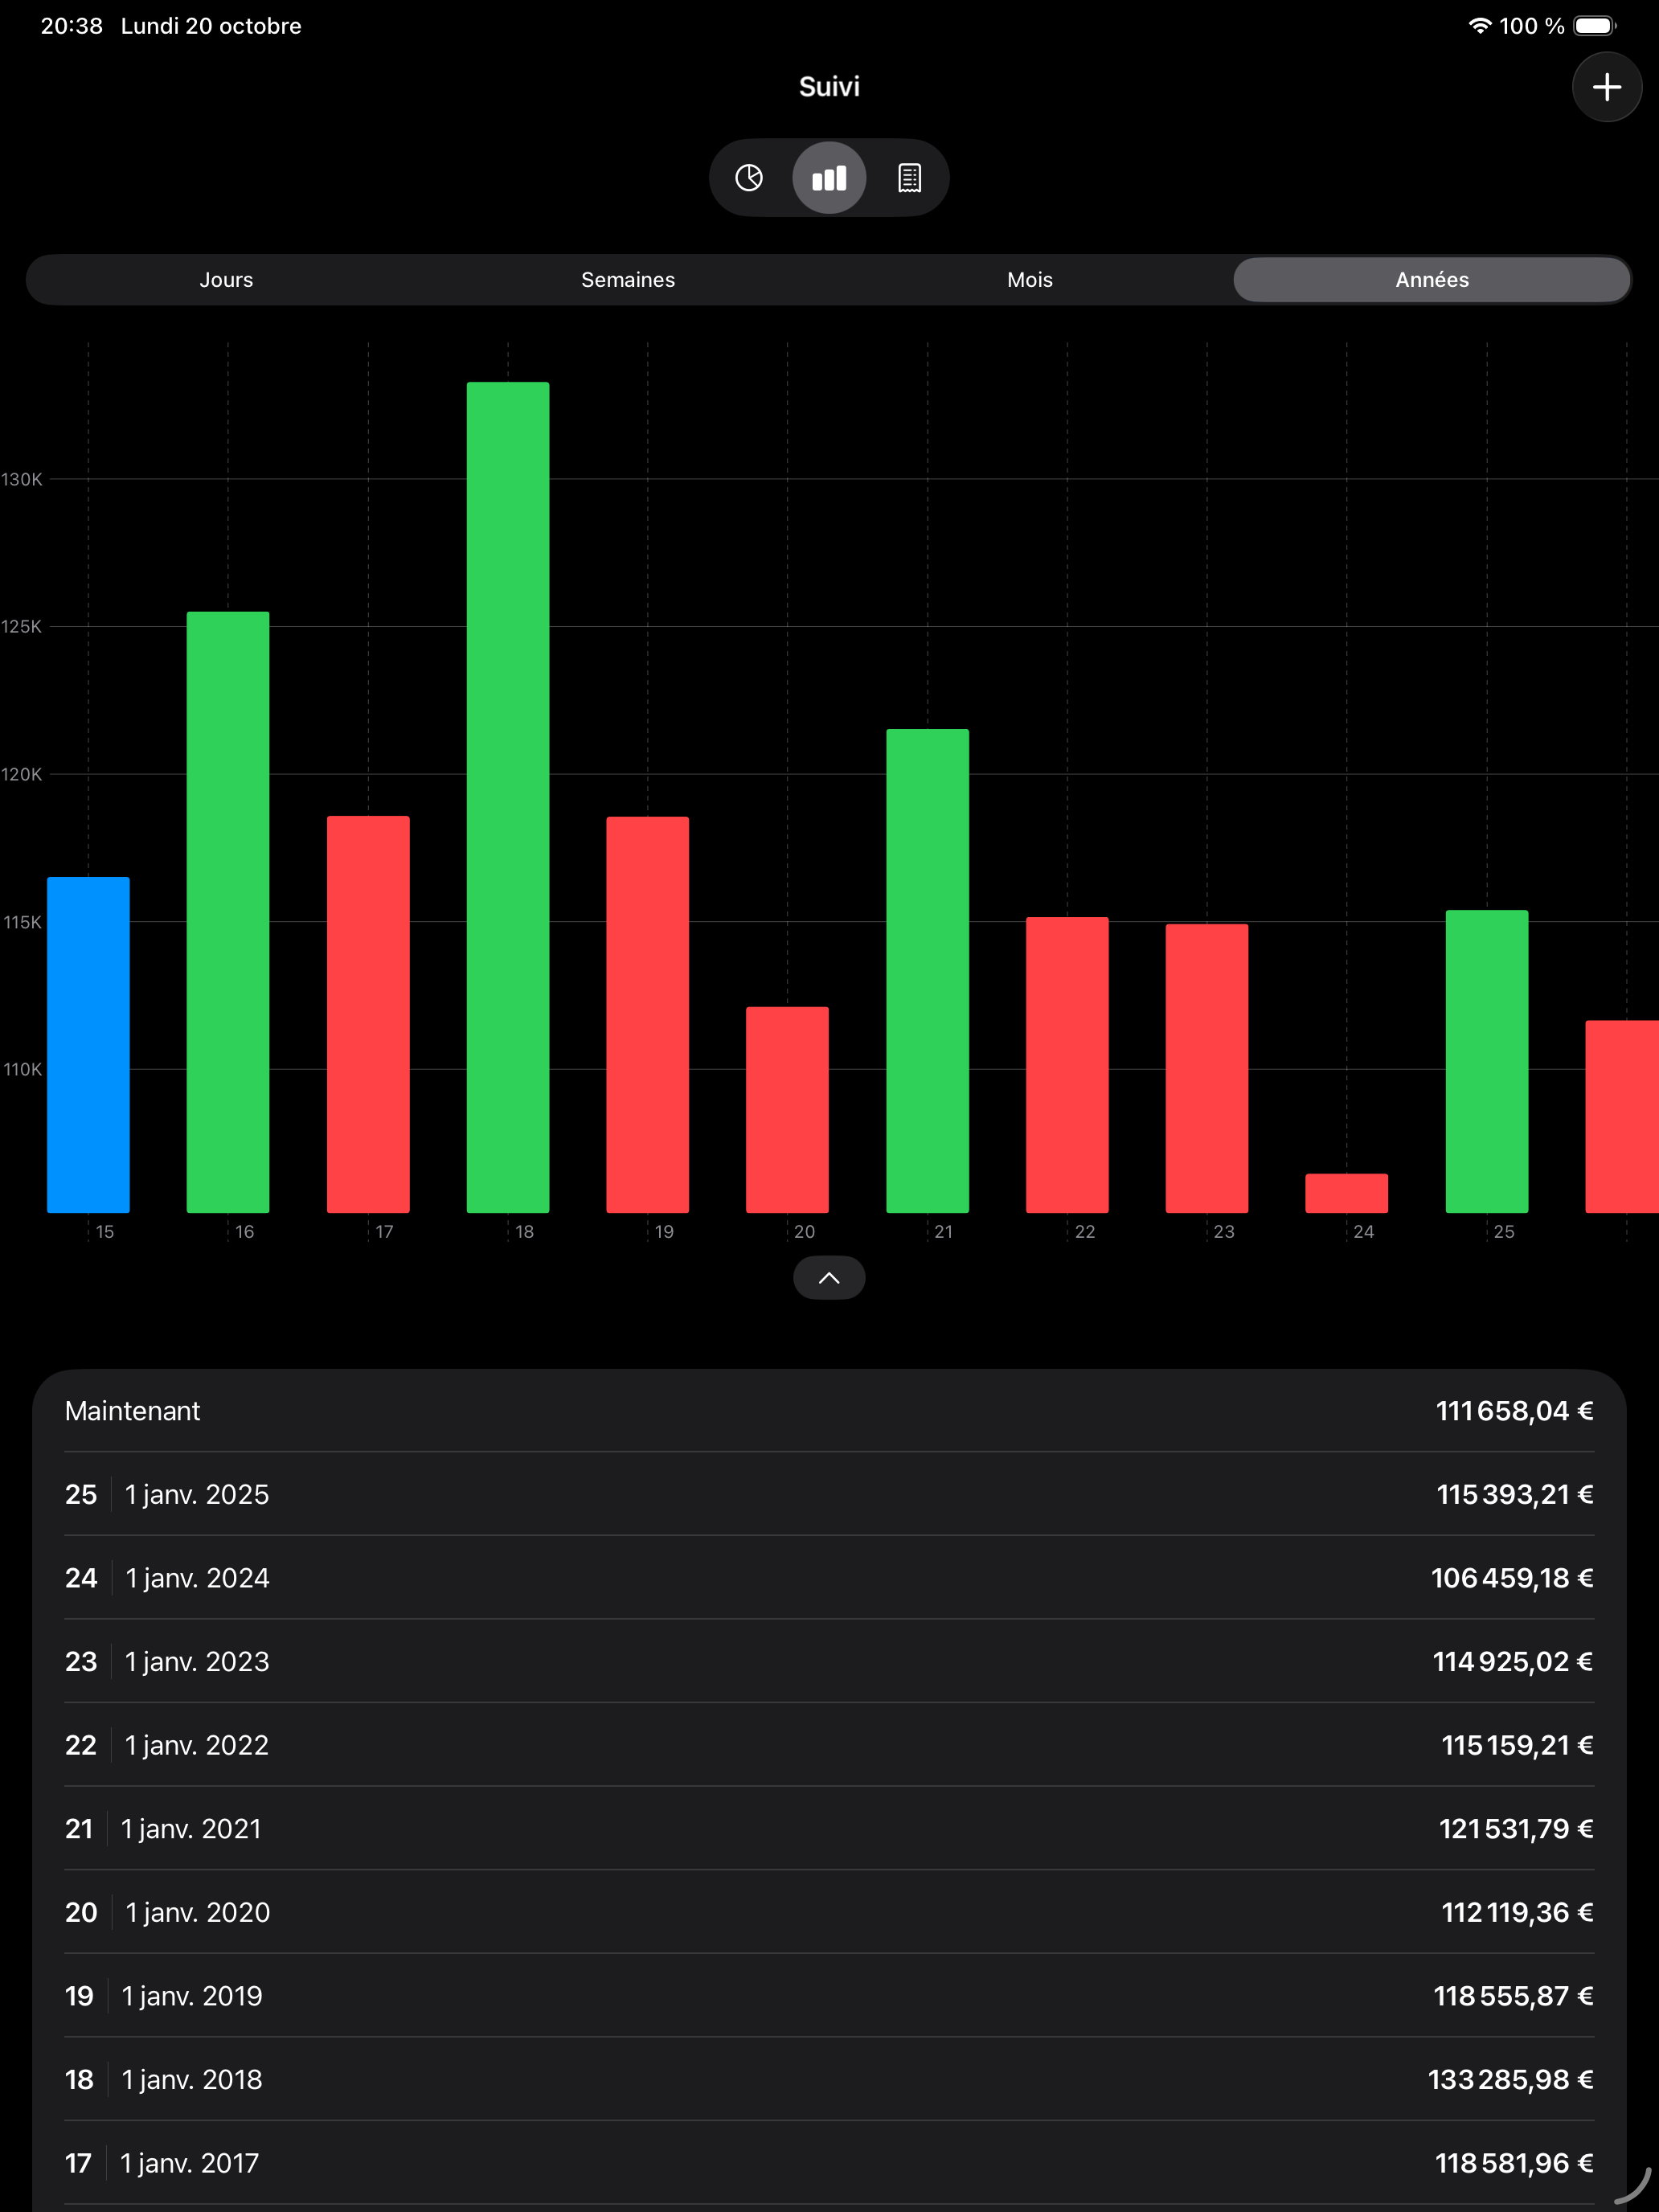 20:38 Lundi 20 octobre 100 %
Suivi
Jours Semaines Mois Années
130K
125K
120K
115K
110K
15 16 17 18 19 20 21 22 23 24 25
Maintenant 111 658,04 €
25 1 janv. 2025 115 393,21 €
24 1 janv. 2024 106 459,18 €
23 1 janv. 2023 114 925,02 €
22 1 janv. 2022 115 159,21 €
21 1 janv. 2021 121 531,79 €
20 1 janv. 2020 112 119,36 €
19 1 janv. 2019 118 555,87 €
18 1 janv. 2018 133 285,98 €
17 1 janv. 2017 118 581,96 €